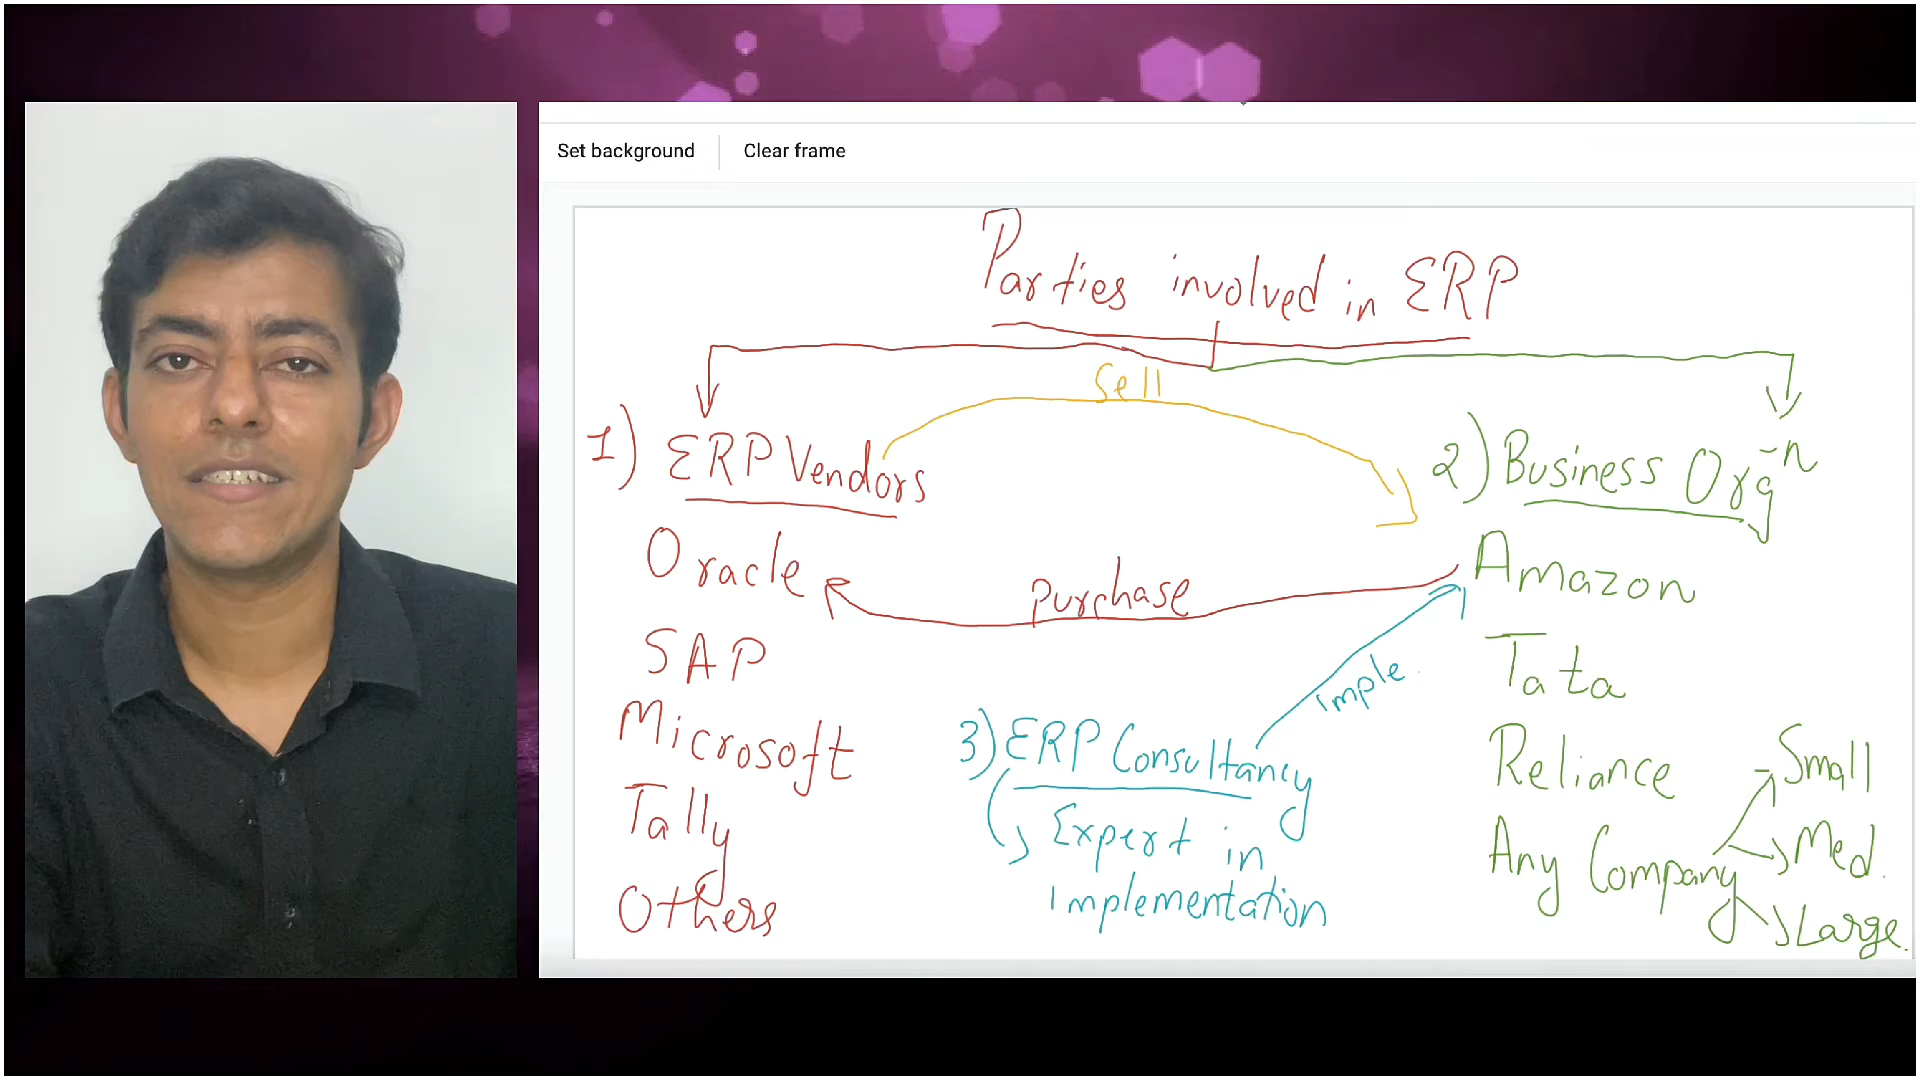 Set background
Clear frame
Parties involved in ERP
Sell
1) ERP Vendors
2) Business Orgn
Oracle
SAP
Microsoft
Tally
Others
Purchase
Imple.
3) ERP Consultancy
Expert in
Implementation
Amazon
Tata
Reliance
Any Company
Small
Med.
Large.